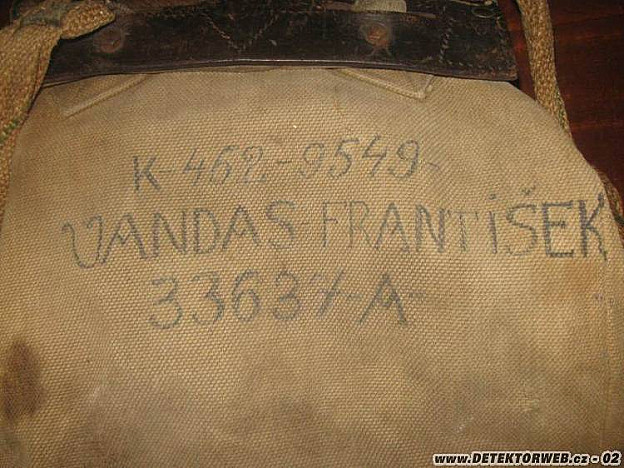 K-462-9549-
VANDAS FRANTIŠEK
33637-A-
www.DETEKTORWEB.cz - 02